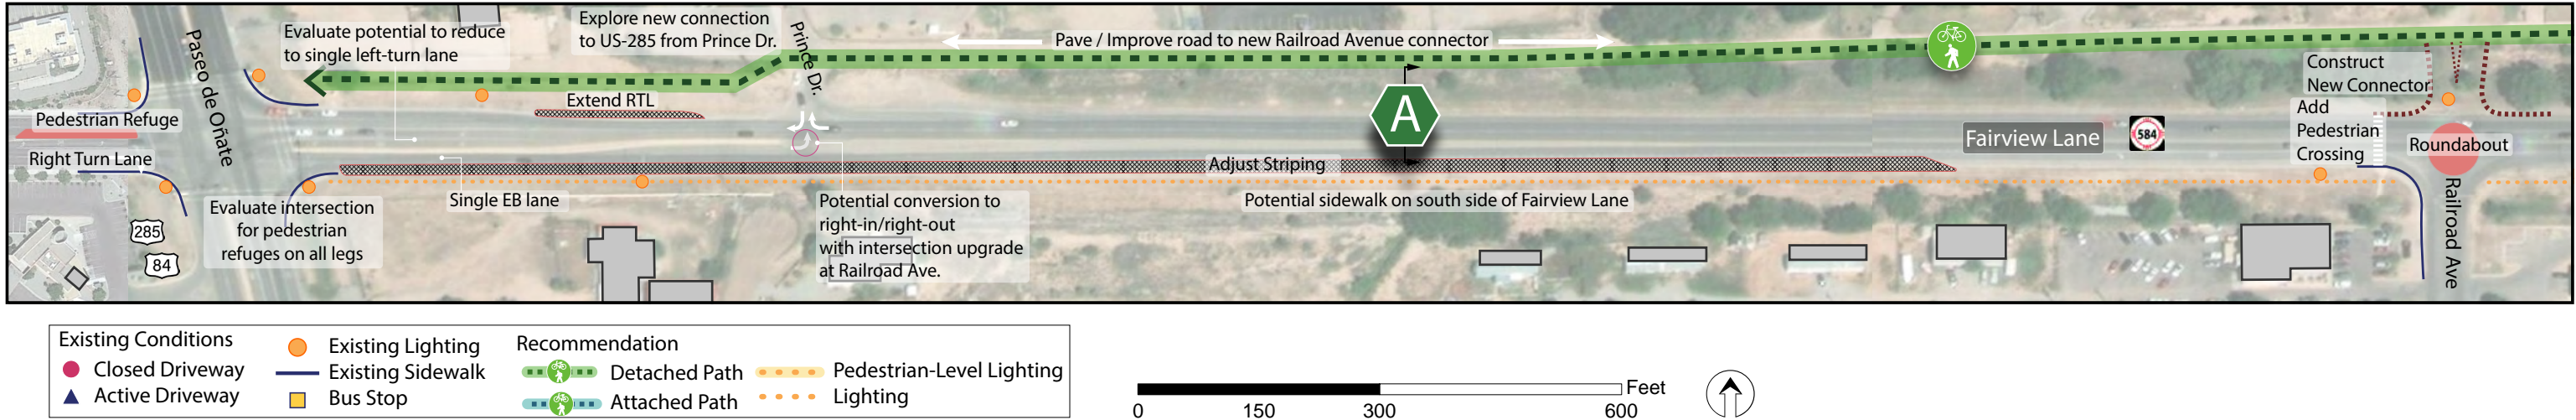 Paseo de Oñate
Evaluate potential to reduce
to single left-turn lane
Explore new connection
to US-285 from Prince Dr.
Prince Dr.
Pave / Improve road to new Railroad Avenue connector
Construct
New Connector
Extend RTL
Pedestrian Refuge
A
Add
Pedestrian
Crossing
Fairview Lane
584
Roundabout
Right Turn Lane
Adjust Striping
Single EB lane
Potential conversion to
right-in/right-out
with intersection upgrade
at Railroad Ave.
Potential sidewalk on south side of Fairview Lane
Evaluate intersection
for pedestrian
refuges on all legs
285
84
Railroad Ave
Existing Conditions
Closed Driveway
Active Driveway
Existing Lighting
Existing Sidewalk
Bus Stop
Recommendation
Detached Path
Attached Path
Pedestrian-Level Lighting
Lighting
Feet
0 150 300 600